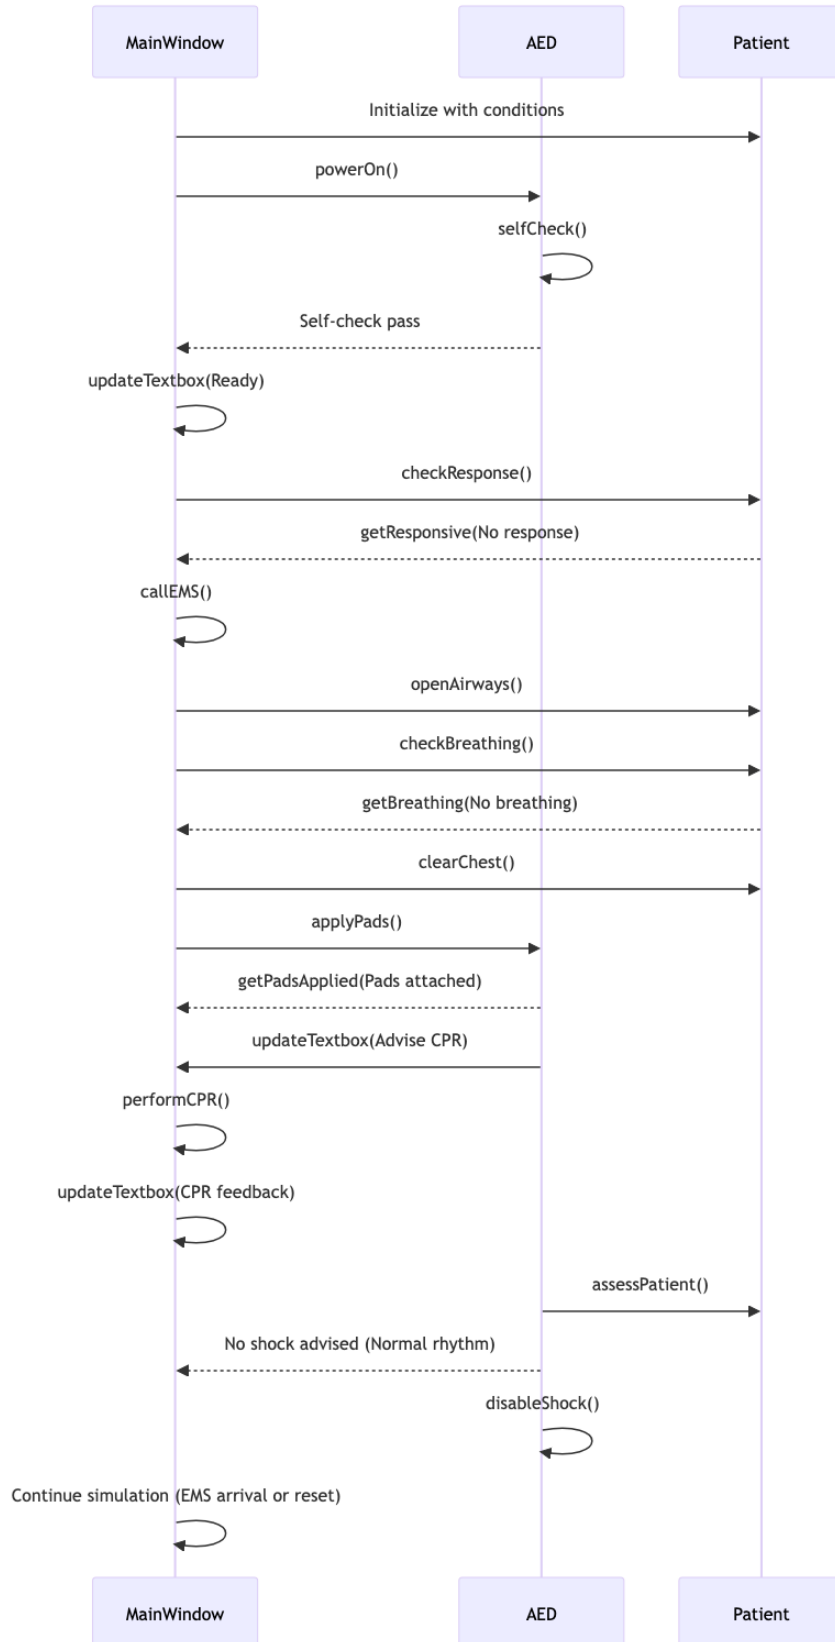 MainWindow
AED
Patient
Initialize with conditions
powerOn()
selfCheck()
Self-check pass
updateTextbox(Ready)
checkResponse()
getResponsive(No response)
callEMS()
openAirways()
checkBreathing()
getBreathing(No breathing)
clearChest()
applyPads()
getPadsApplied(Pads attached)
updateTextbox(Advise CPR)
performCPR()
updateTextbox(CPR feedback)
assessPatient()
No shock advised (Normal rhythm)
disableShock()
Continue simulation (EMS arrival or reset)
MainWindow
AED
Patient